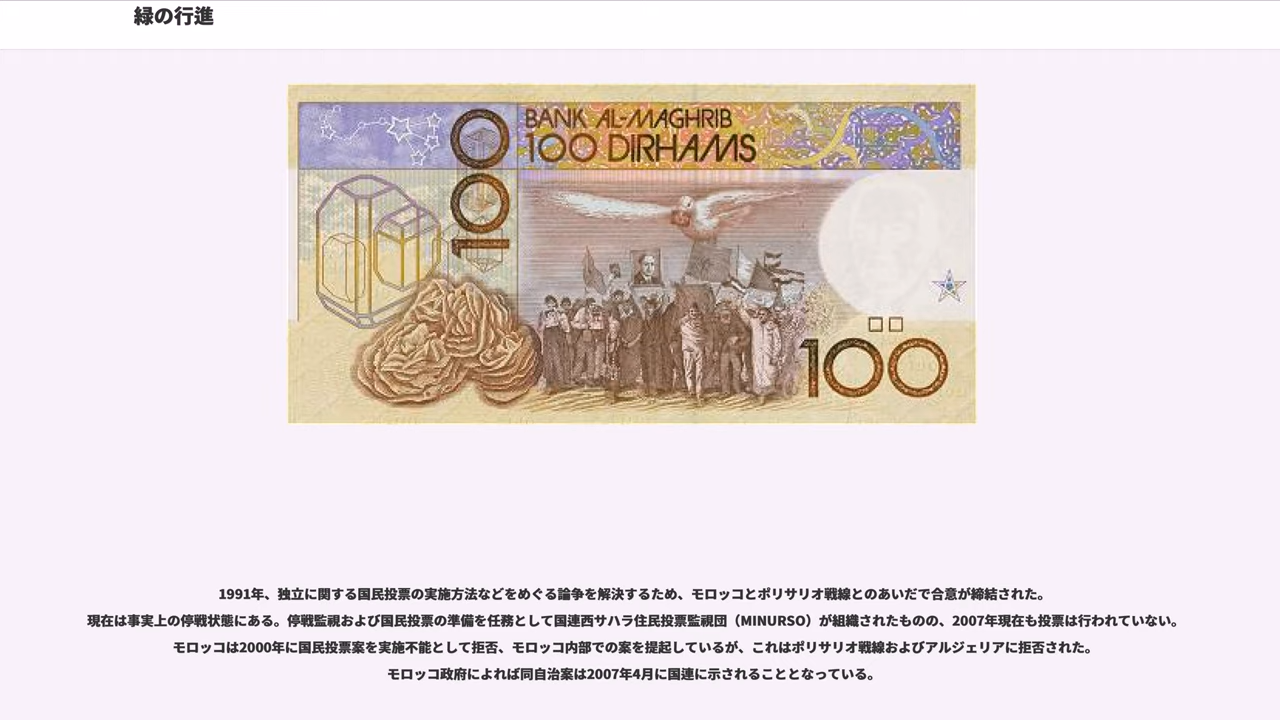 緑の行進
BANK AL-MAGHRIB
100 DIRHAMS
100
100
1991年、独立に関する国民投票の実施方法などをめぐる論争を解決するため、モロッコとポリサリオ戦線とのあいだで合意が締結された。
現在は事実上の停戦状態にある。停戦監視および国民投票の準備を任務として国連西サハラ住民投票監視団（MINURSO）が組織されたものの、2007年現在も投票は行われていない。
モロッコは2000年に国民投票案を実施不能として拒否、モロッコ内部での案を提起しているが、これはポリサリオ戦線およびアルジェリアに拒否された。
モロッコ政府によれば同自治案は2007年4月に国連に示されることとなっている。